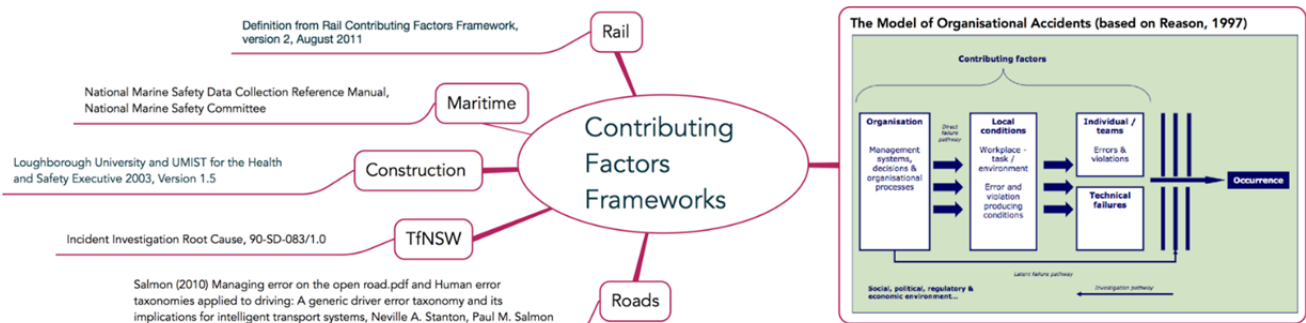 Definition from Rail Contributing Factors Framework,
version 2, August 2011
Rail
National Marine Safety Data Collection Reference Manual,
National Marine Safety Committee
Maritime
Loughborough University and UMIST for the Health
and Safety Executive 2003, Version 1.5
Construction
Incident Investigation Root Cause, 90-SD-083/1.0
TfNSW
Salmon (2010) Managing error on the open road.pdf and Human error
taxonomies applied to driving: A generic driver error taxonomy and its
implications for intelligent transport systems, Neville A. Stanton, Paul M. Salmon
Roads
Contributing
Factors
Frameworks
The Model of Organisational Accidents (based on Reason, 1997)
Contributing factors
Organisation
Management
systems,
decisions &
organisational
processes
Direct
failure
pathway
Local
conditions
Workplace -
task /
environment
Error and
violation
producing
conditions
Individual /
teams
Errors &
violations
Technical
failures
Occurrence
Latent failure pathway
Social, political, regulatory &
economic environment...
Investigation pathway